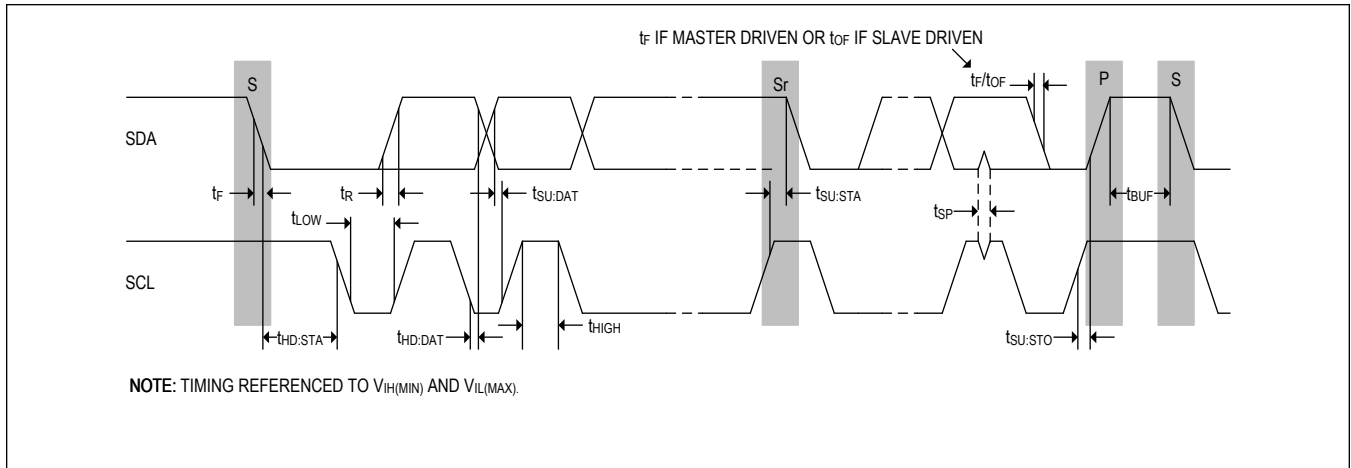 tF IF MASTER DRIVEN OR tOF IF SLAVE DRIVEN
S
Sr
tF/tOF
P
S
SDA
tF
tR
tSU:DAT
tSU:STA
tSP
tBUF
tLOW
SCL
tHD:STA
tHD:DAT
tHIGH
tSU:STO
NOTE: TIMING REFERENCED TO VIH(MIN) AND VIL(MAX).